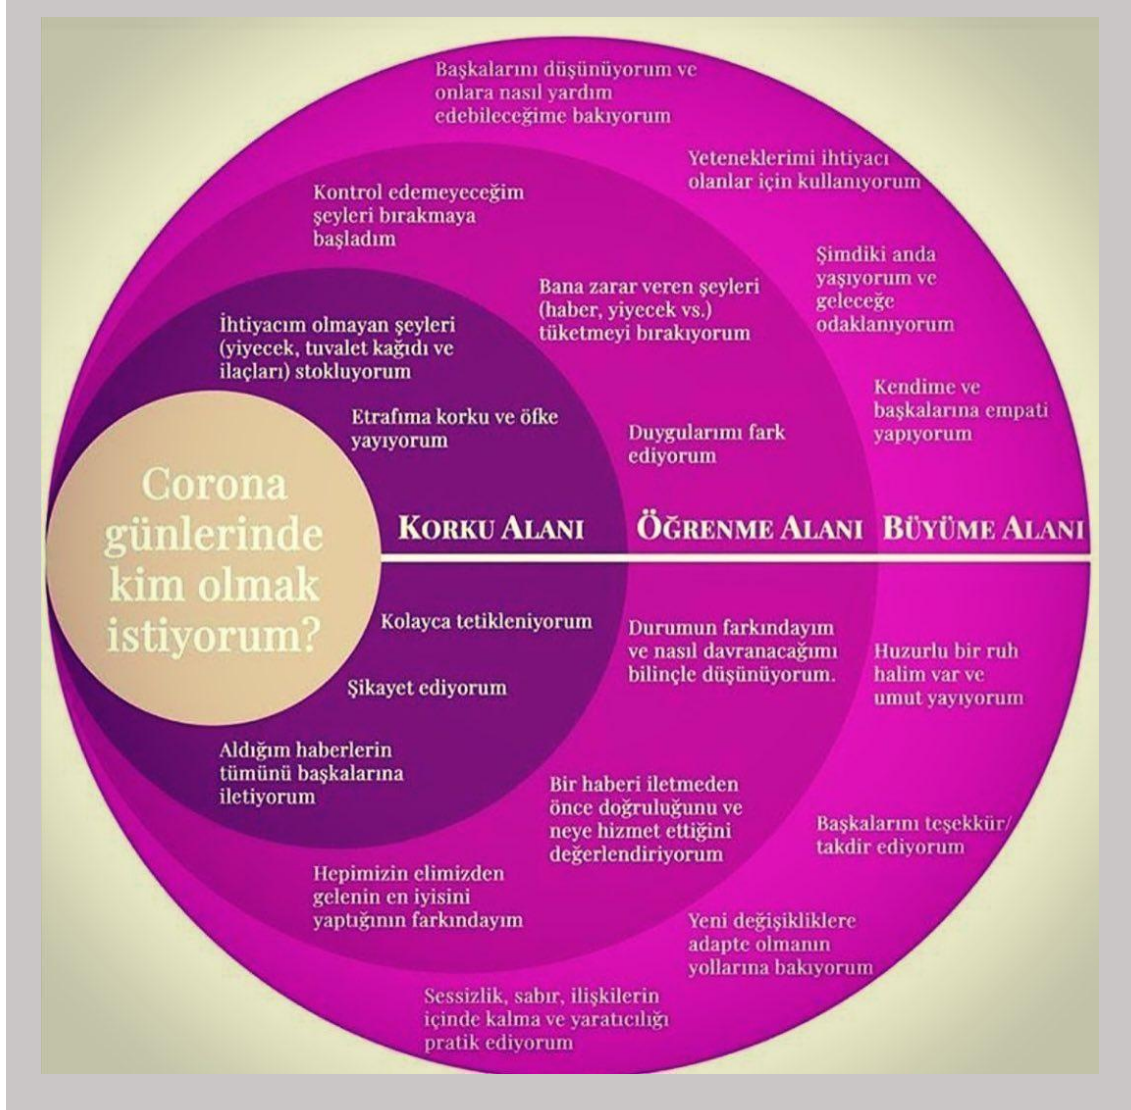 Başkalarını düşünüyorum ve
onlara nasıl yardım
edebileceğime bakıyorum
Yeteneklerimi ihtiyacı
olanlar için kullanıyorum
Kontrol edemeyeceğim
şeyleri bırakmaya
başladım
Şimdiki anda
yaşıyorum ve
geleceğe
odaklanıyorum
Bana zarar veren şeyleri
(haber, yiyecek vs.)
tüketmeyi bırakıyorum
İhtiyacım olmayan şeyleri
(yiyecek, tuvalet kağıdı ve
ilaçları) stokluyorum
Kendime ve
başkalarına empati
yapıyorum
Etrafıma korku ve öfke
yayıyorum
Duygularımı fark
ediyorum
Corona
günlerinde
kim olmak
istiyorum?
KORKU ALANI
ÖĞRENME ALANI
BÜYÜME ALANI
Kolayca tetikleniyorum
Durumun farkındayım
ve nasıl davranacağımı
bilinçle düşünüyorum.
Huzurlu bir ruh
halim var ve
umut yayıyorum
Şikayet ediyorum
Aldığım haberlerin
tümünü başkalarına
iletiyorum
Bir haberi iletmeden
önce doğruluğunu ve
neye hizmet ettiğini
değerlendiriyorum
Başkalarını teşekkür/
takdir ediyorum
Hepimizin elimizden
gelenin en iyisini
yaptığının farkındayım
Yeni değişikliklere
adapte olmanın
yollarına bakıyorum
Sessizlik, sabır, ilişkilerin
içinde kalma ve yaratıcılığı
pratik ediyorum